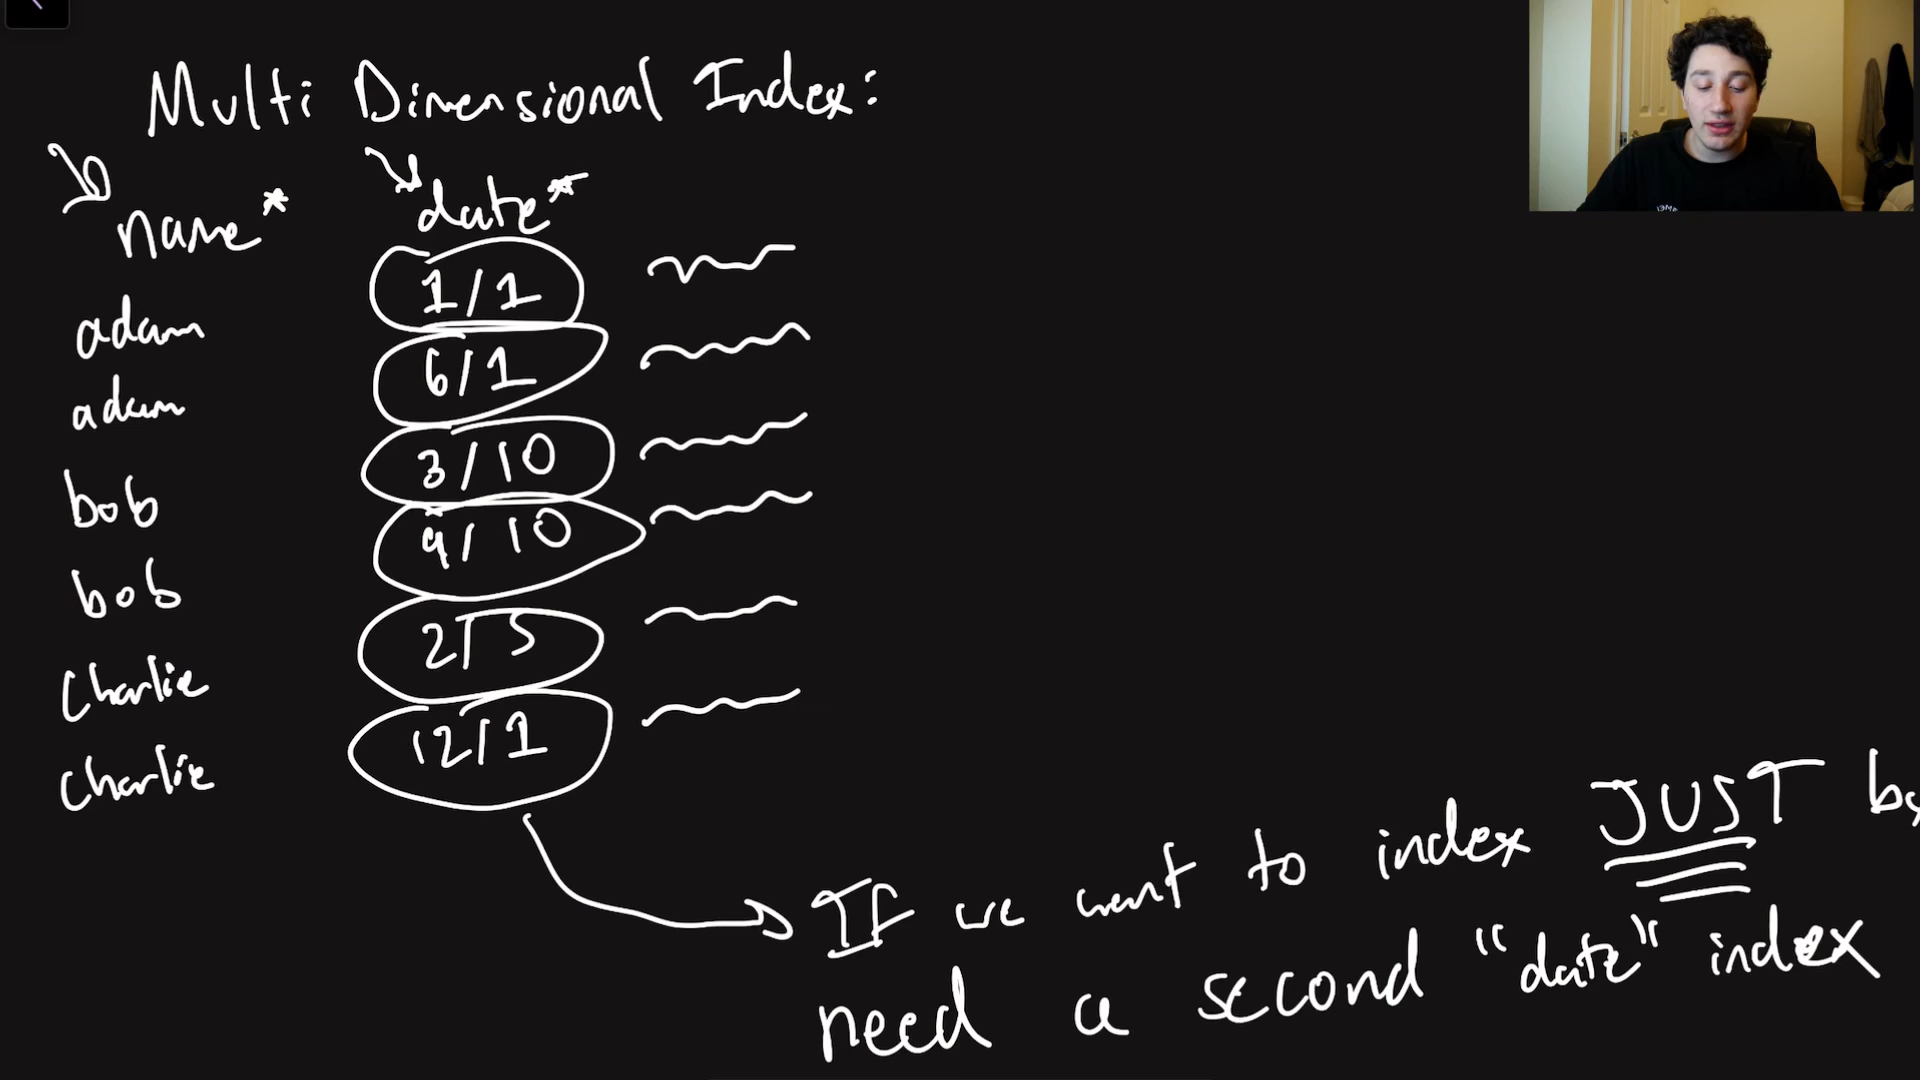 Multi Dimensional Index:
name* date*
adam 1/1
adam 6/1
bob 3/10
bob 9/10
Charlie 2/5
Charlie 12/1
If we want to index JUST
need a second "date" index